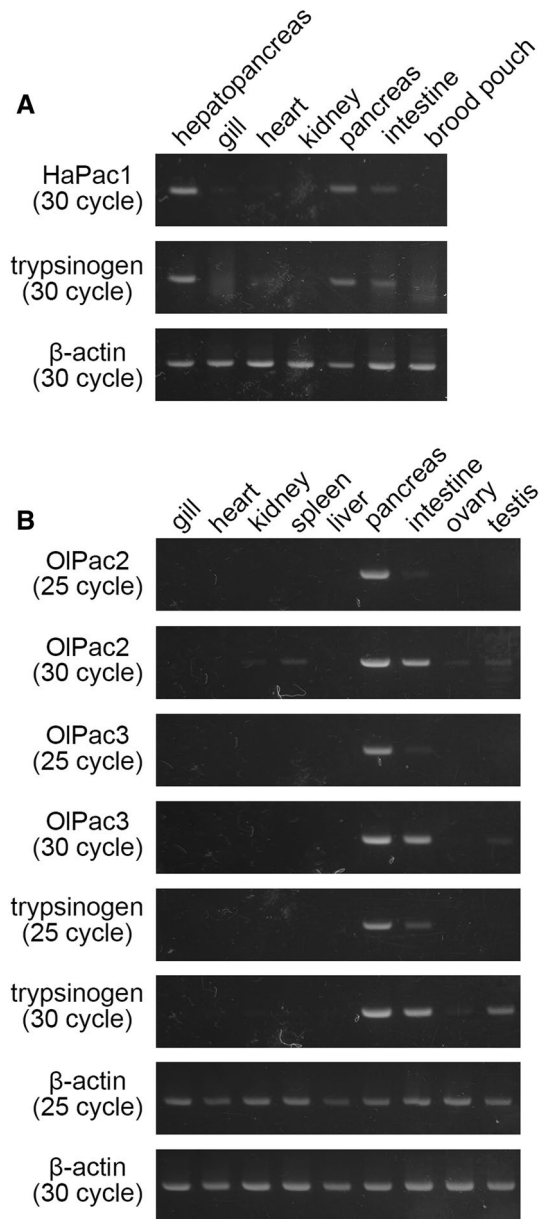 A
hepatopancreas
gill
heart
kidney
pancreas
intestine
brood pouch
HaPac1
(30 cycle)
trypsinogen
(30 cycle)
β-actin
(30 cycle)
B
gill
heart
kidney
spleen
liver
pancreas
intestine
ovary
testis
OlPac2
(25 cycle)
OlPac2
(30 cycle)
OlPac3
(25 cycle)
OlPac3
(30 cycle)
trypsinogen
(25 cycle)
trypsinogen
(30 cycle)
β-actin
(25 cycle)
β-actin
(30 cycle)